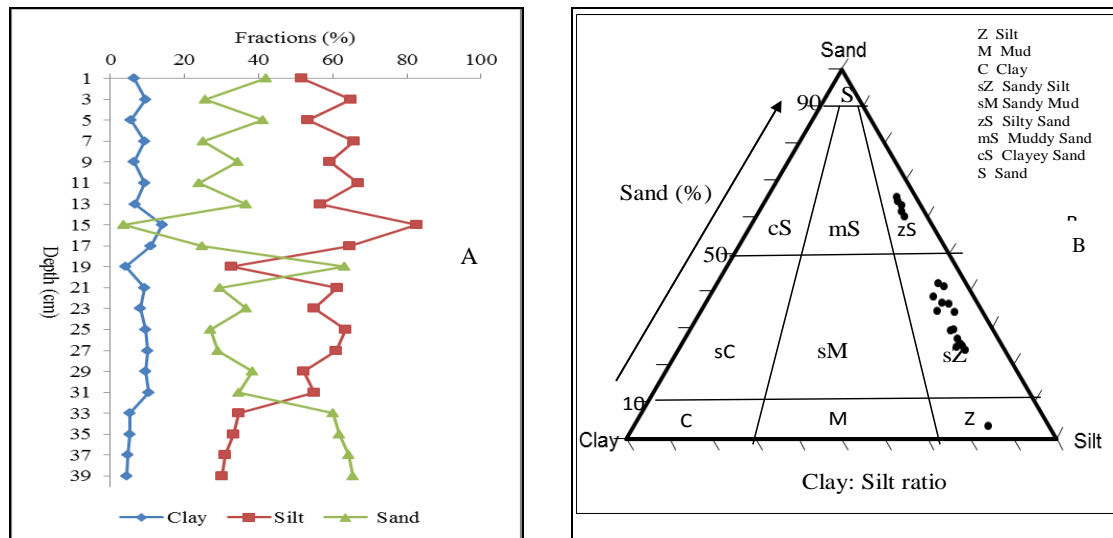 Fractions (%)
0 20 40 60 80 100
1
3
5
7
9
11
13
15
17
19
21
23
25
27
29
31
33
35
37
39
Depth (cm)
A
Clay Silt Sand
Z Silt
M Mud
C Clay
sZ Sandy Silt
sM Sandy Mud
zS Silty Sand
mS Muddy Sand
cS Clayey Sand
S Sand
Sand
90 S
Sand (%)
cS mS zS
B
50
sC sM sZ
10
C M Z
Clay Silt
Clay: Silt ratio